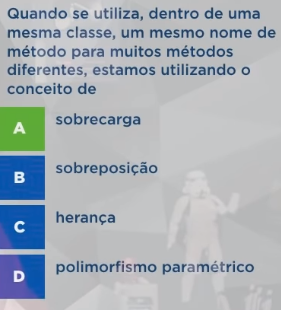 Quando se utiliza, dentro de uma
mesma classe, um mesmo nome de
método para muitos métodos
diferentes, estamos utilizando o
conceito de
A sobrecarga
B sobreposição
C herança
D polimorfismo paramétrico